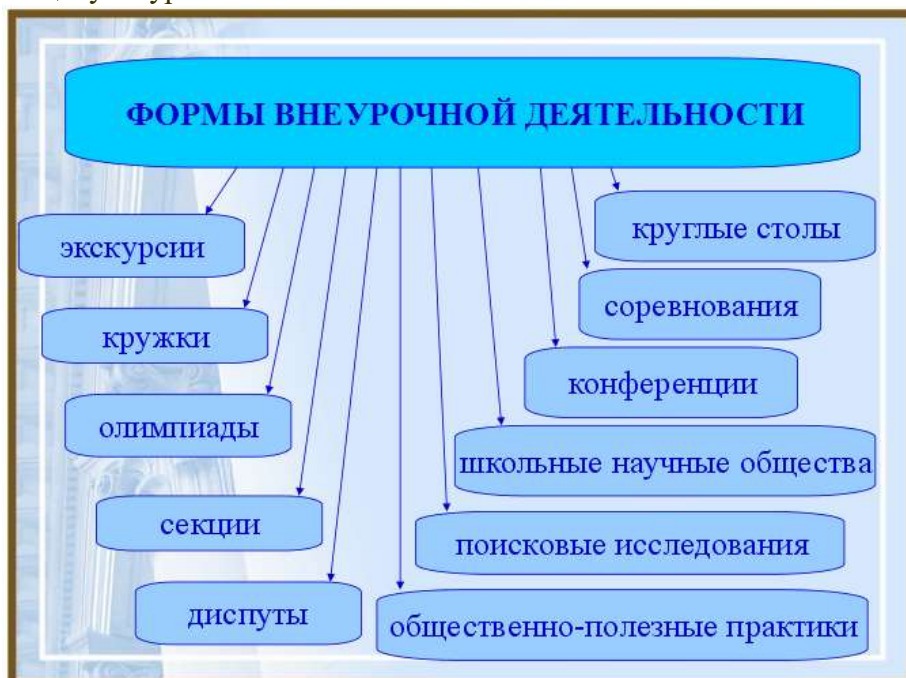 ФОРМЫ ВНЕУРОЧНОЙ ДЕЯТЕЛЬНОСТИ
экскурсии
кружки
олимпиады
секции
диспуты
круглые столы
соревнования
конференции
школьные научные общества
поисковые исследования
общественно-полезные практики